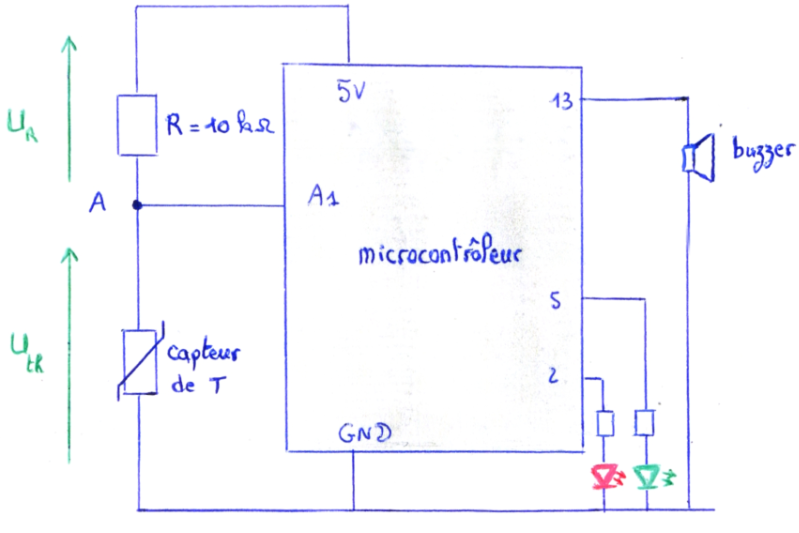 5V
13
U_R
R = 10 kΩ
buzzer
A
A1
microcontrôleur
5
U_th
capteur
de T
2
GND